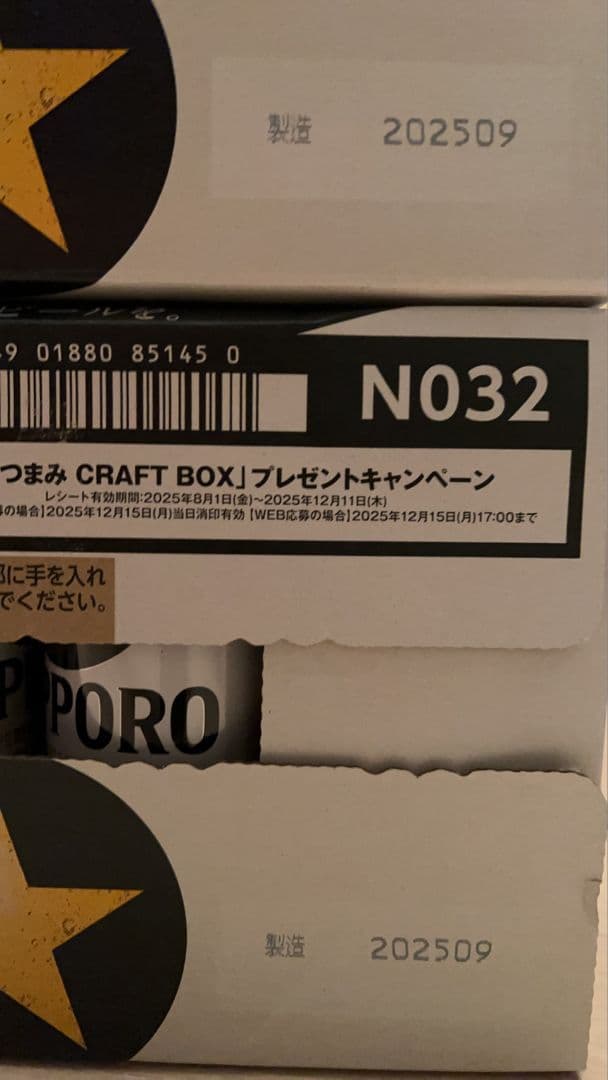 製造 202509
9 01880 85145 0
N032
つまみ CRAFT BOX」プレゼントキャンペーン
レシート有効期間:2025年8月1日(金)～2025年12月11日(木)
の場合】2025年12月15日(月)当日消印有効【WEB応募の場合】2025年12月15日(月)17:00まで
に手を入れ
でください。
PPORO
製造 202509